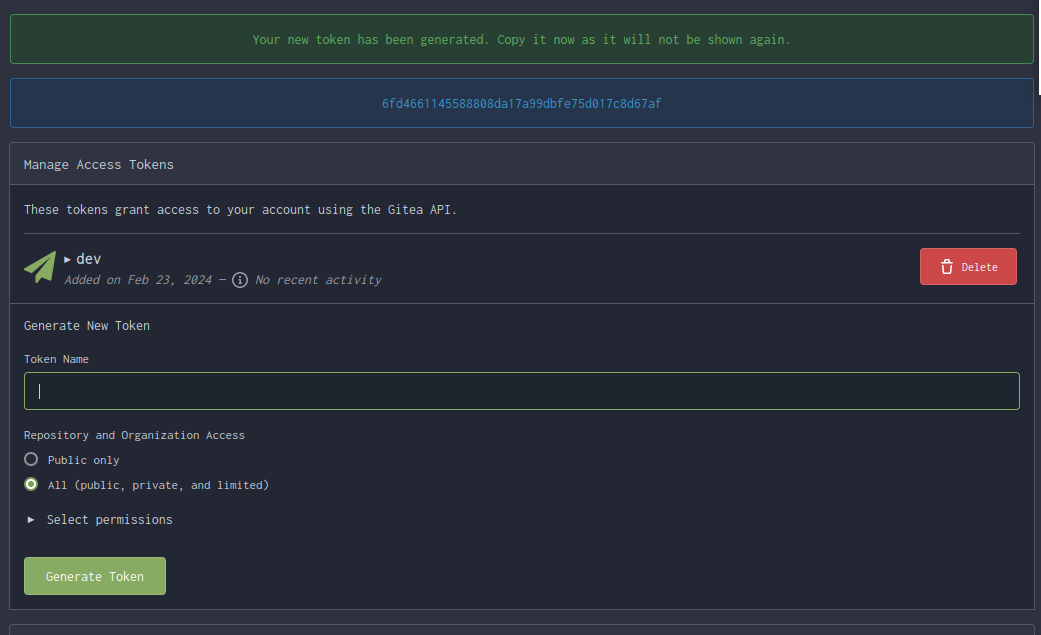 Your new token has been generated. Copy it now as it will not be shown again.
6fd4661145588808da17a99dbfe75d017c8d67af
Manage Access Tokens
These tokens grant access to your account using the Gitea API.
▸ dev
Added on Feb 23, 2024 — No recent activity
Delete
Generate New Token
Token Name
Repository and Organization Access
Public only
All (public, private, and limited)
▸ Select permissions
Generate Token